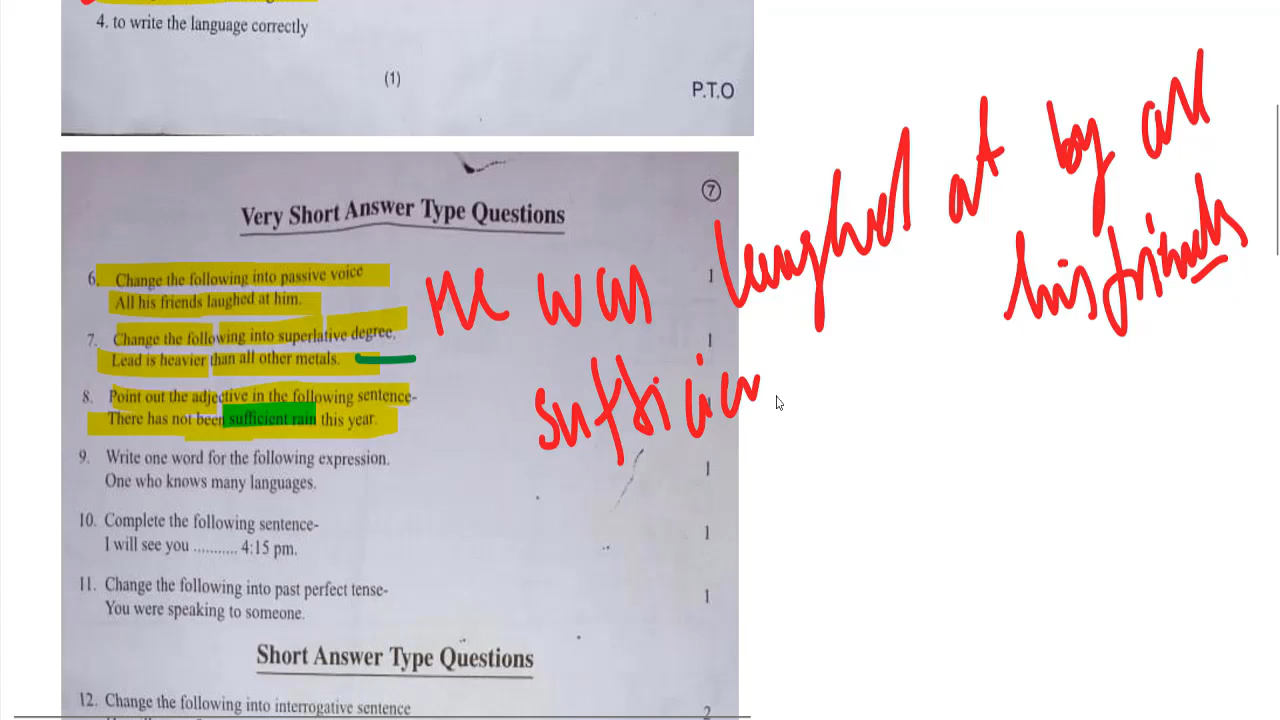 4. to write the language correctly
(1)
P.T.O
7
Very Short Answer Type Questions
6. Change the following into passive voice 1
All his friends laughed at him.
7. Change the following into superlative degree. 1
Lead is heavier than all other metals.
8. Point out the adjective in the following sentence-
There has not been sufficient rain this year.
9. Write one word for the following expression. 1
One who knows many languages.
10. Complete the following sentence- 1
I will see you ........... 4:15 pm.
11. Change the following into past perfect tense- 1
You were speaking to someone.
Short Answer Type Questions
12. Change the following into interrogative sentence 2
He was laughed at by all
his friends